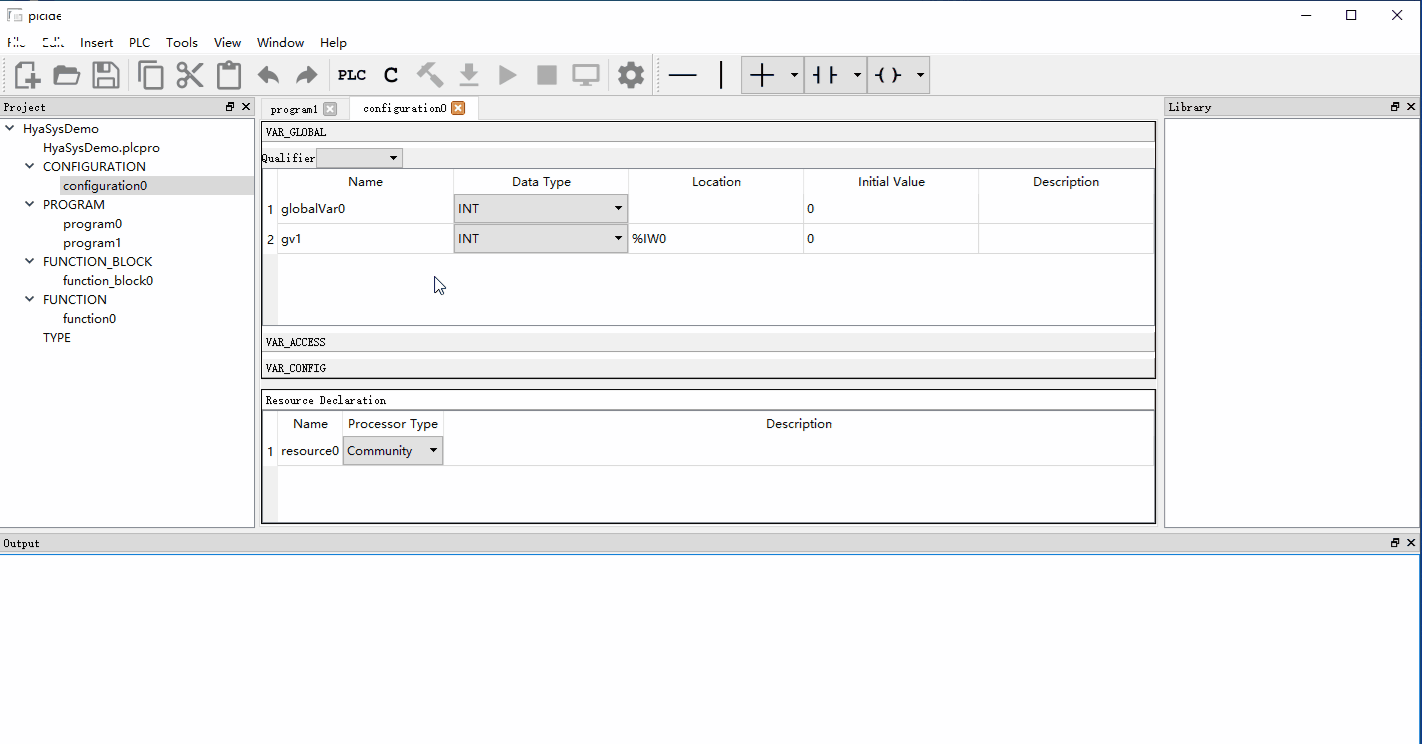 plcide
File Edit Insert PLC Tools View Window Help
PLC C
Project
HyaSysDemo
HyaSysDemo.plcpro
CONFIGURATION
configuration0
PROGRAM
program0
program1
FUNCTION_BLOCK
function_block0
FUNCTION
function0
TYPE
program1 configuration0
VAR_GLOBAL
Qualifier
Name Data Type Location Initial Value Description
1 globalVar0 INT 0
2 gv1 INT %IW0 0
VAR_ACCESS
VAR_CONFIG
Resource Declaration
Name Processor Type Description
1 resource0 Community
Library
Output